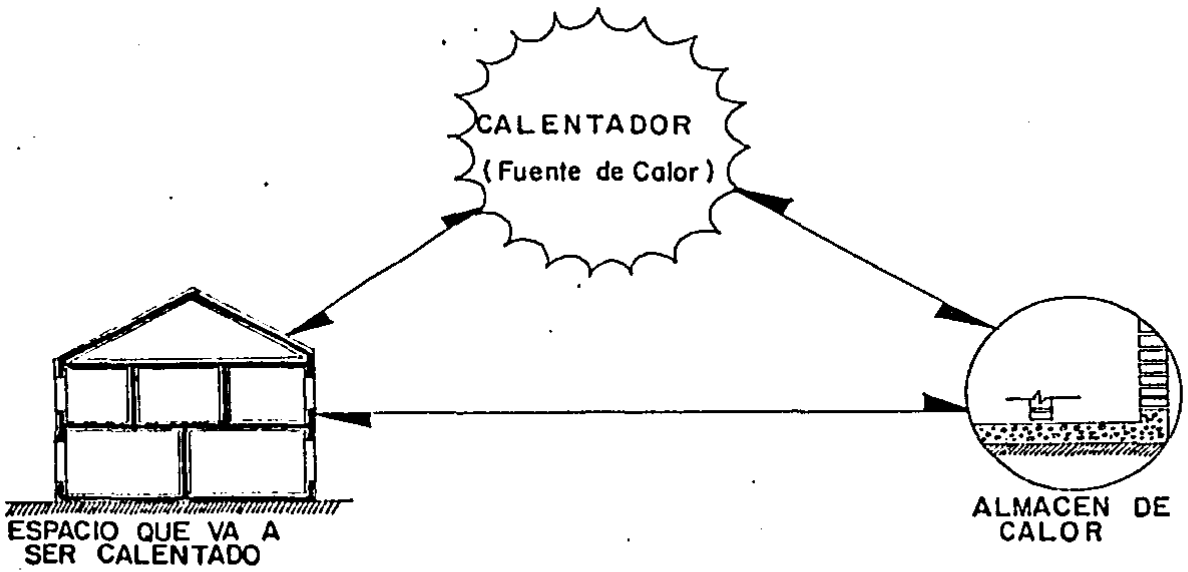 CALENTADOR
(Fuente de Calor)
ESPACIO QUE VA A
SER CALENTADO
ALMACEN DE
CALOR